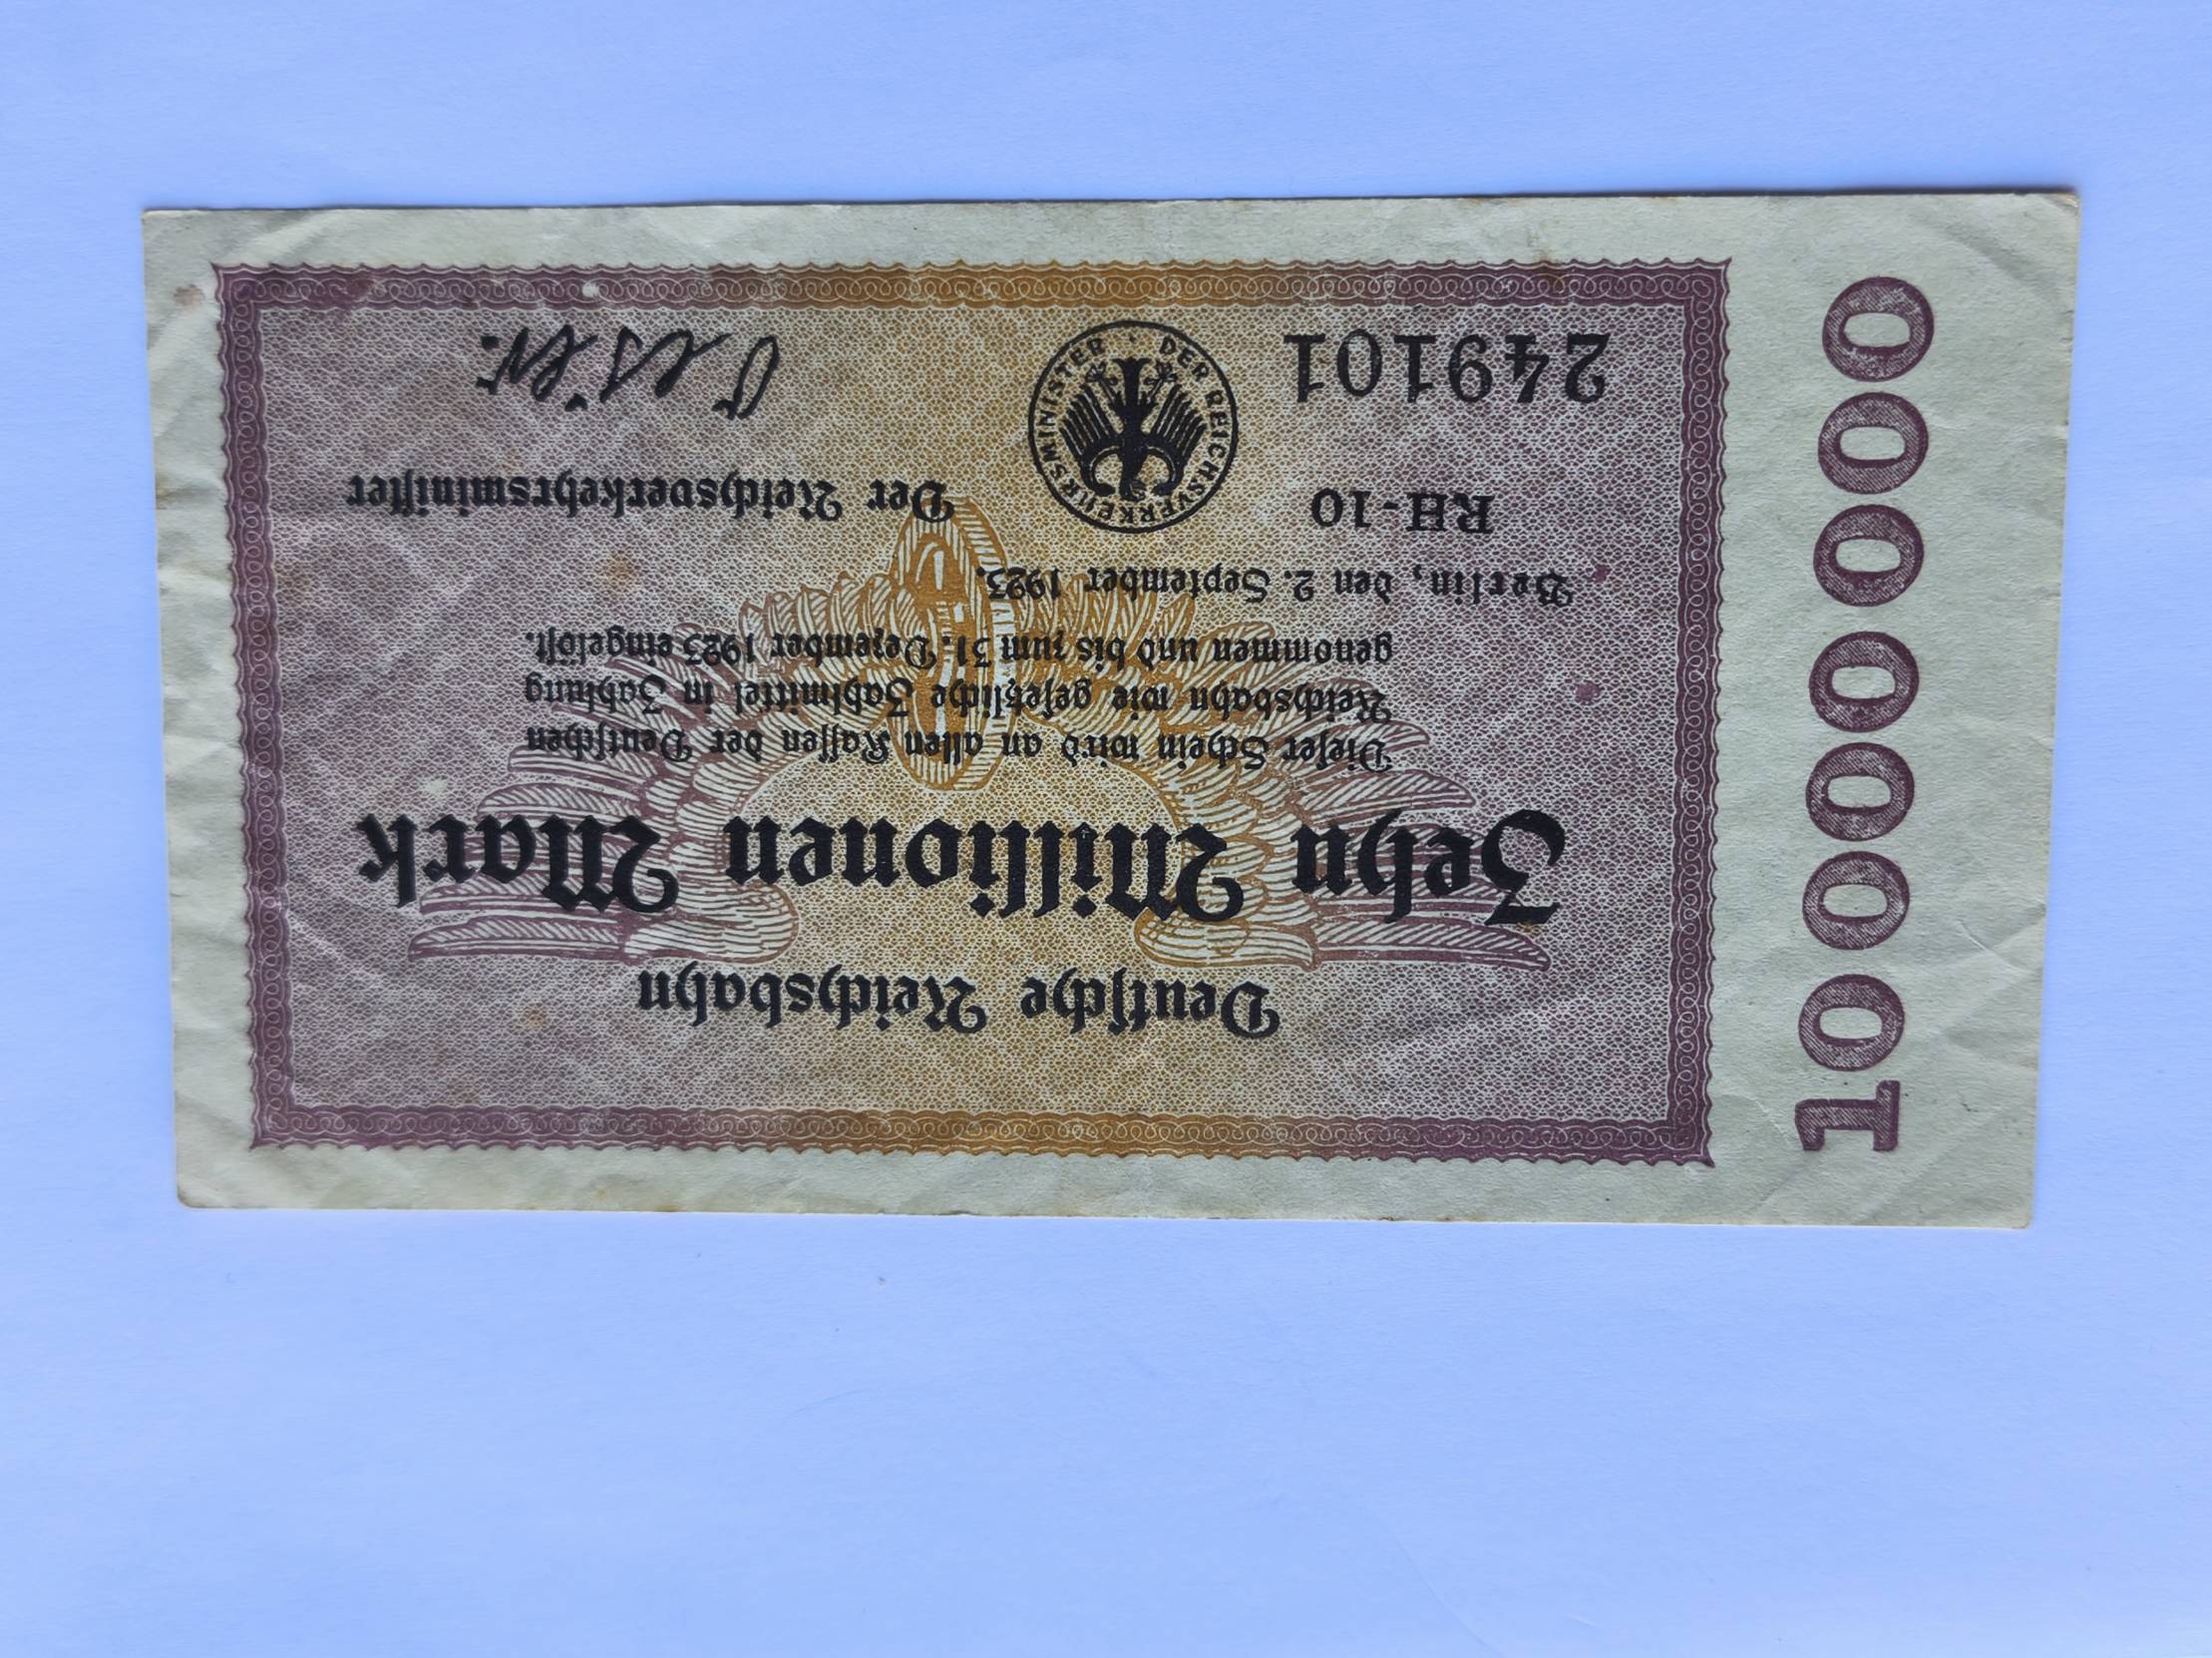 Deutsche Reichsbahn
Zehn Millionen Mark
Dieser Schein wird an allen Kassen der Deutschen
Reichsbahn wie gesetzliche Zahlmittel in Zahlung
genommen und bis zum 31. Dezember 1923 eingelöst.
Berlin, den 2. September 1923.
RH-10
249101
DER REICHSVERKEHRSMINISTER
Der Reichsverkehrsminister
Oeser.
10000000